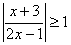 |x + 3 / 2x − 1| ≥ 1